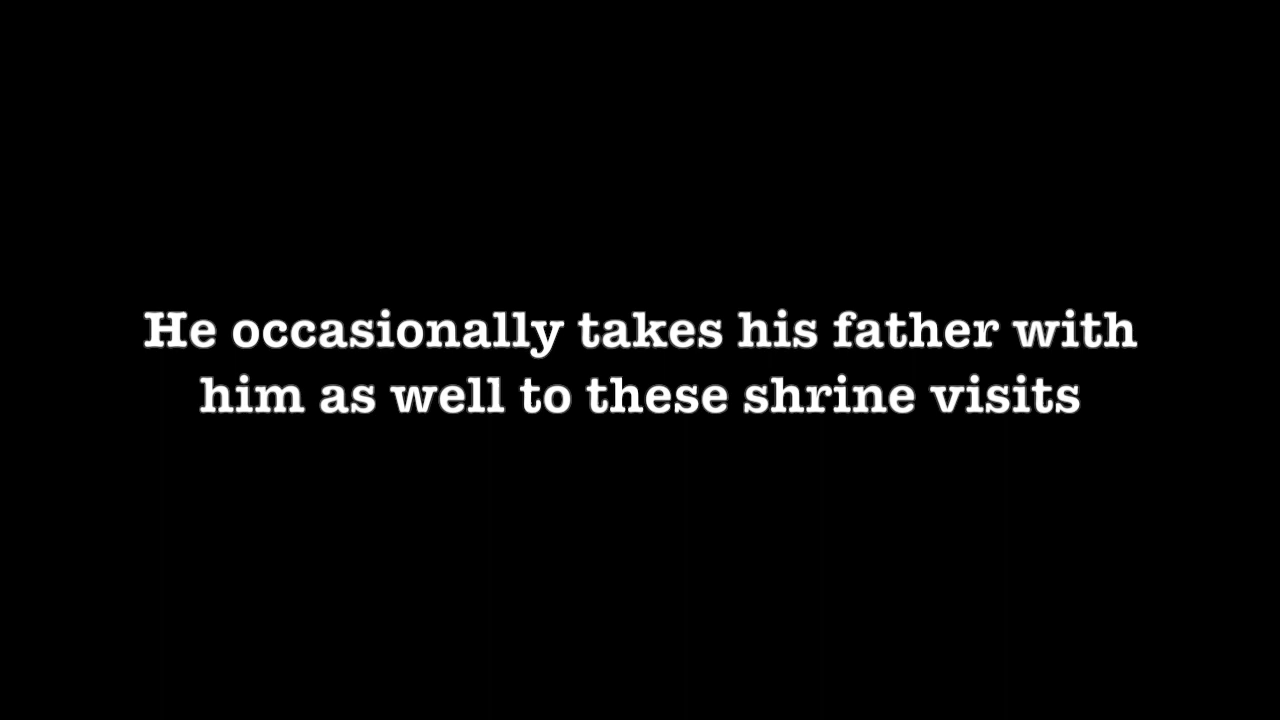 He occasionally takes his father with
him as well to these shrine visits